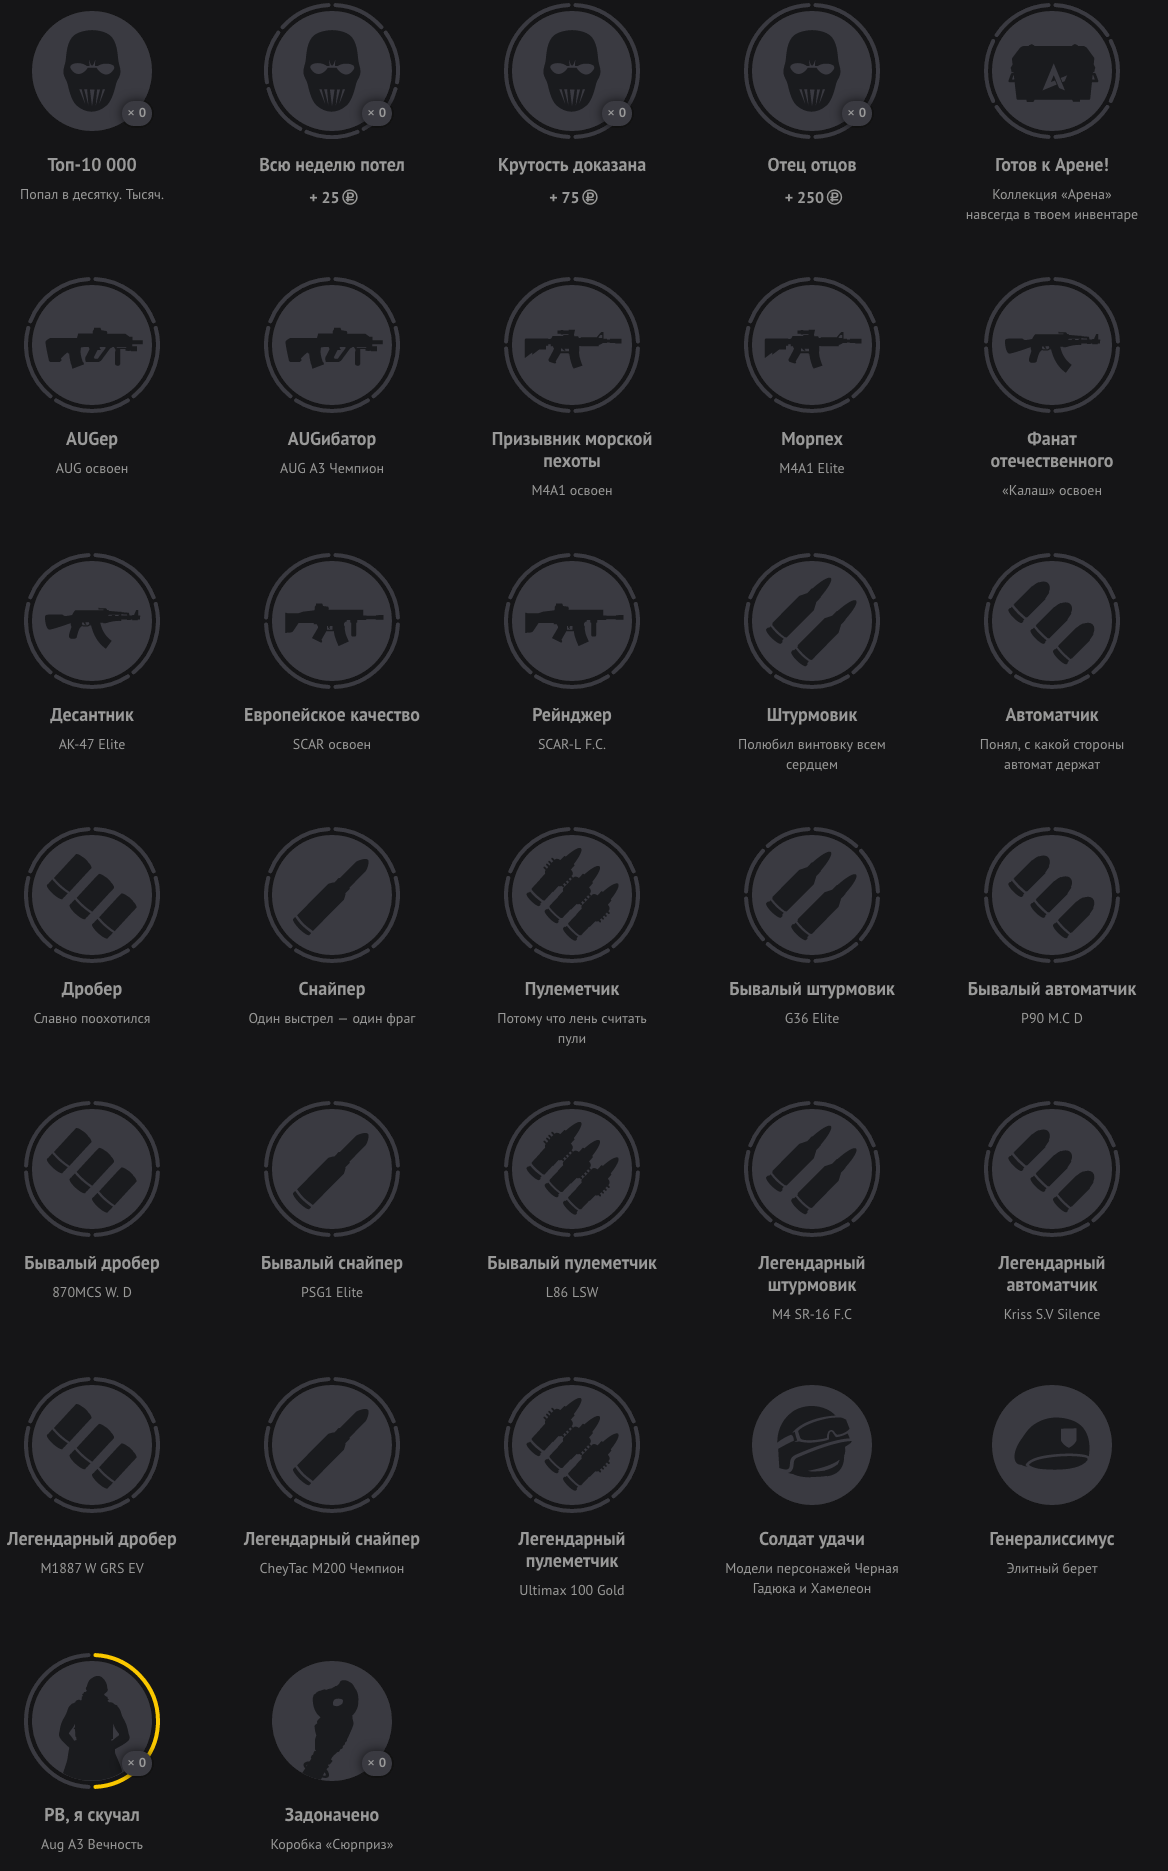 × 0
× 0
× 0
× 0
Топ-10 000
Всю неделю потел
Крутость доказана
Отец отцов
Готов к Арене!
Попал в десятку. Тысяч.
+ 25
+ 75
+ 250
Коллекция «Арена»
навсегда в твоем инвентаре
AUGер
AUGибатор
Призывник морской
пехоты
Морпех
Фанат
отечественного
AUG освоен
AUG A3 Чемпион
M4A1 освоен
M4A1 Elite
«Калаш» освоен
Десантник
Европейское качество
Рейнджер
Штурмовик
Автоматчик
AK-47 Elite
SCAR освоен
SCAR-L F.C.
Полюбил винтовку всем
сердцем
Понял, с какой стороны
автомат держат
Дробер
Снайпер
Пулеметчик
Бывалый штурмовик
Бывалый автоматчик
Славно поохотился
Один выстрел — один фраг
Потому что лень считать
пули
G36 Elite
P90 M.C D
Бывалый дробер
Бывалый снайпер
Бывалый пулеметчик
Легендарный
штурмовик
Легендарный
автоматчик
870MCS W. D
PSG1 Elite
L86 LSW
M4 SR-16 F.C
Kriss S.V Silence
Легендарный дробер
Легендарный снайпер
Легендарный
пулеметчик
Солдат удачи
Генералиссимус
M1887 W GRS EV
CheyTac M200 Чемпион
Ultimax 100 Gold
Модели персонажей Черная
Гадюка и Хамелеон
Элитный берет
× 0
× 0
РВ, я скучал
Задоначено
Aug A3 Вечность
Коробка «Сюрприз»